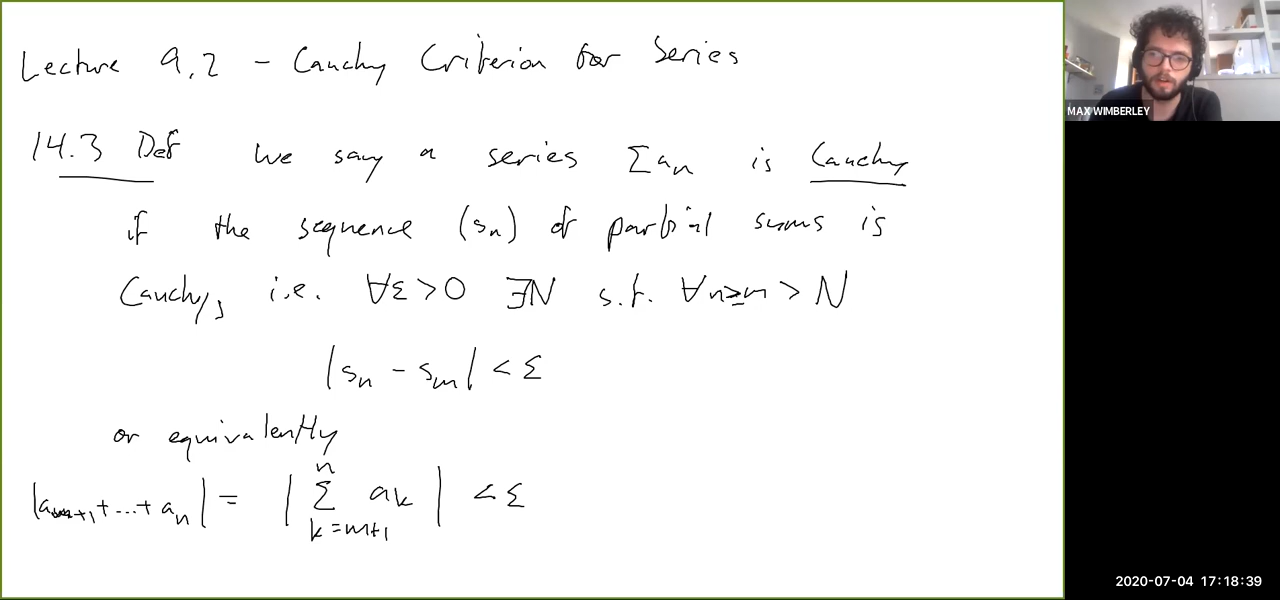 Lecture 9.2 - Cauchy Criterion for Series
MAX WIMBERLEY
14.3 Def We say a series Σaₙ is Cauchy
if the sequence (sₙ) of partial sums is
Cauchy, i.e. ∀ε>0 ∃N s.t. ∀n≥m>N
|sₙ - sₘ| < ε
or equivalently
n
|aₘ₊₁+...+aₙ| = | Σ aₖ | < ε
k=m+1
2020-07-04 17:18:39